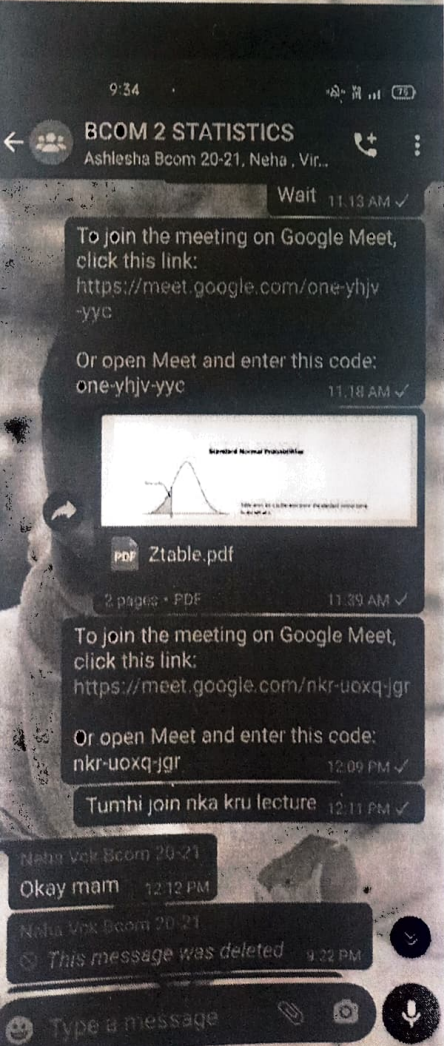 9:34
75
BCOM 2 STATISTICS
Ashlesha Bcom 20-21, Neha , Vir...
Wait 11.13 AM
To join the meeting on Google Meet,
click this link:
https://meet.google.com/one-yhjv
-yyc
Or open Meet and enter this code:
one-yhjv-yyc
11.18 AM
Standard Normal Probabilities
PDF Ztable.pdf
2 pages • PDF 11.39 AM
To join the meeting on Google Meet,
click this link:
https://meet.google.com/nkr-uoxq-jgr
Or open Meet and enter this code:
nkr-uoxq-jgr
12:09 PM
Tumhi join nka kru lecture 12:11 PM
Neha Vck Bcom 20-21
Okay mam 12:12 PM
Neha Vck Bcom 20-21
This message was deleted 9:22 PM
Type a message